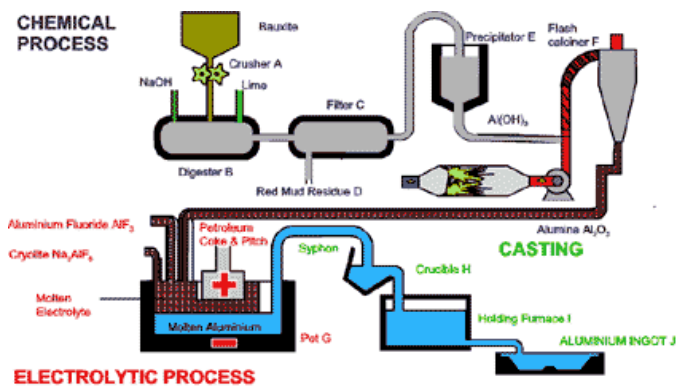 CHEMICAL
PROCESS
Bauxite
Crusher A
NaOH
Lime
Digester B
Filter C
Red Mud Residue D
Precipitator E
Al(OH)₃
Flash
calciner F
Alumina Al₂O₃
CASTING
Aluminium Fluoride AlF₃
Cryolite Na₃AlF₆
Petroleum
Coke & Pitch
Molten
Electrolyte
Molten Aluminium
Pot G
Syphon
Crucible H
Holding Furnace I
ALUMINIUM INGOT J
ELECTROLYTIC PROCESS